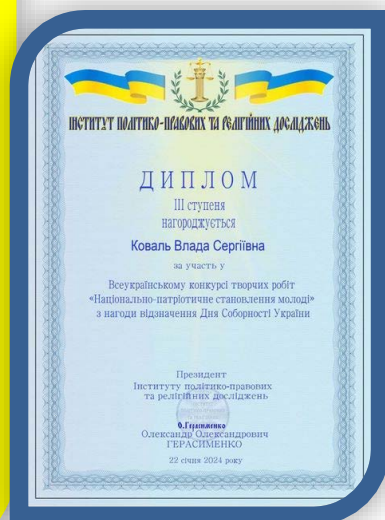 ІНСТИТУТ ПОЛІТИКО-ПРАВОВИХ ТА РЕЛІГІЙНИХ ДОСЛІДЖЕНЬ
ДИПЛОМ
III ступеня
нагороджується
Коваль Влада Сергіївна
за участь у
Всеукраїнському конкурсі творчих робіт
«Національно-патріотичне становлення молоді»
з нагоди відзначення Дня Соборності України
Президент
Інституту політико-правових
та релігійних досліджень
О.Герасименко
Олександр Олександрович
ГЕРАСИМЕНКО
22 січня 2024 року